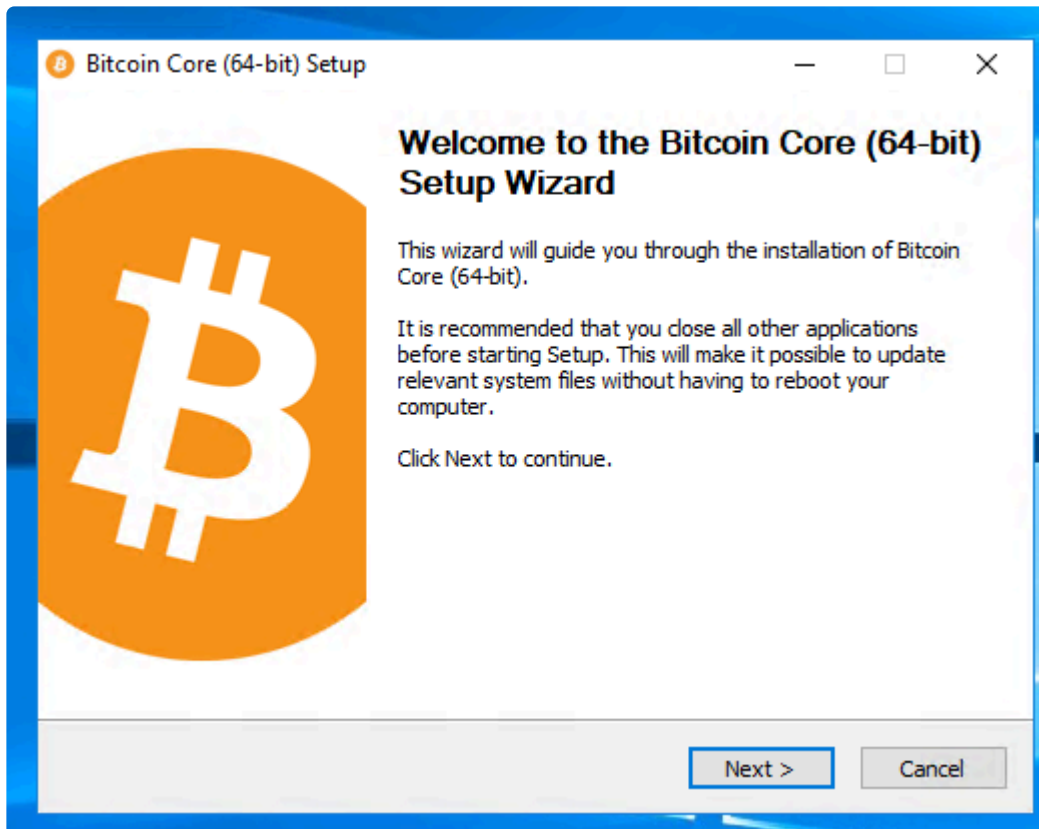 Bitcoin Core (64-bit) Setup
Welcome to the Bitcoin Core (64-bit)
Setup Wizard
This wizard will guide you through the installation of Bitcoin
Core (64-bit).
It is recommended that you close all other applications
before starting Setup. This will make it possible to update
relevant system files without having to reboot your
computer.
Click Next to continue.
Next >
Cancel